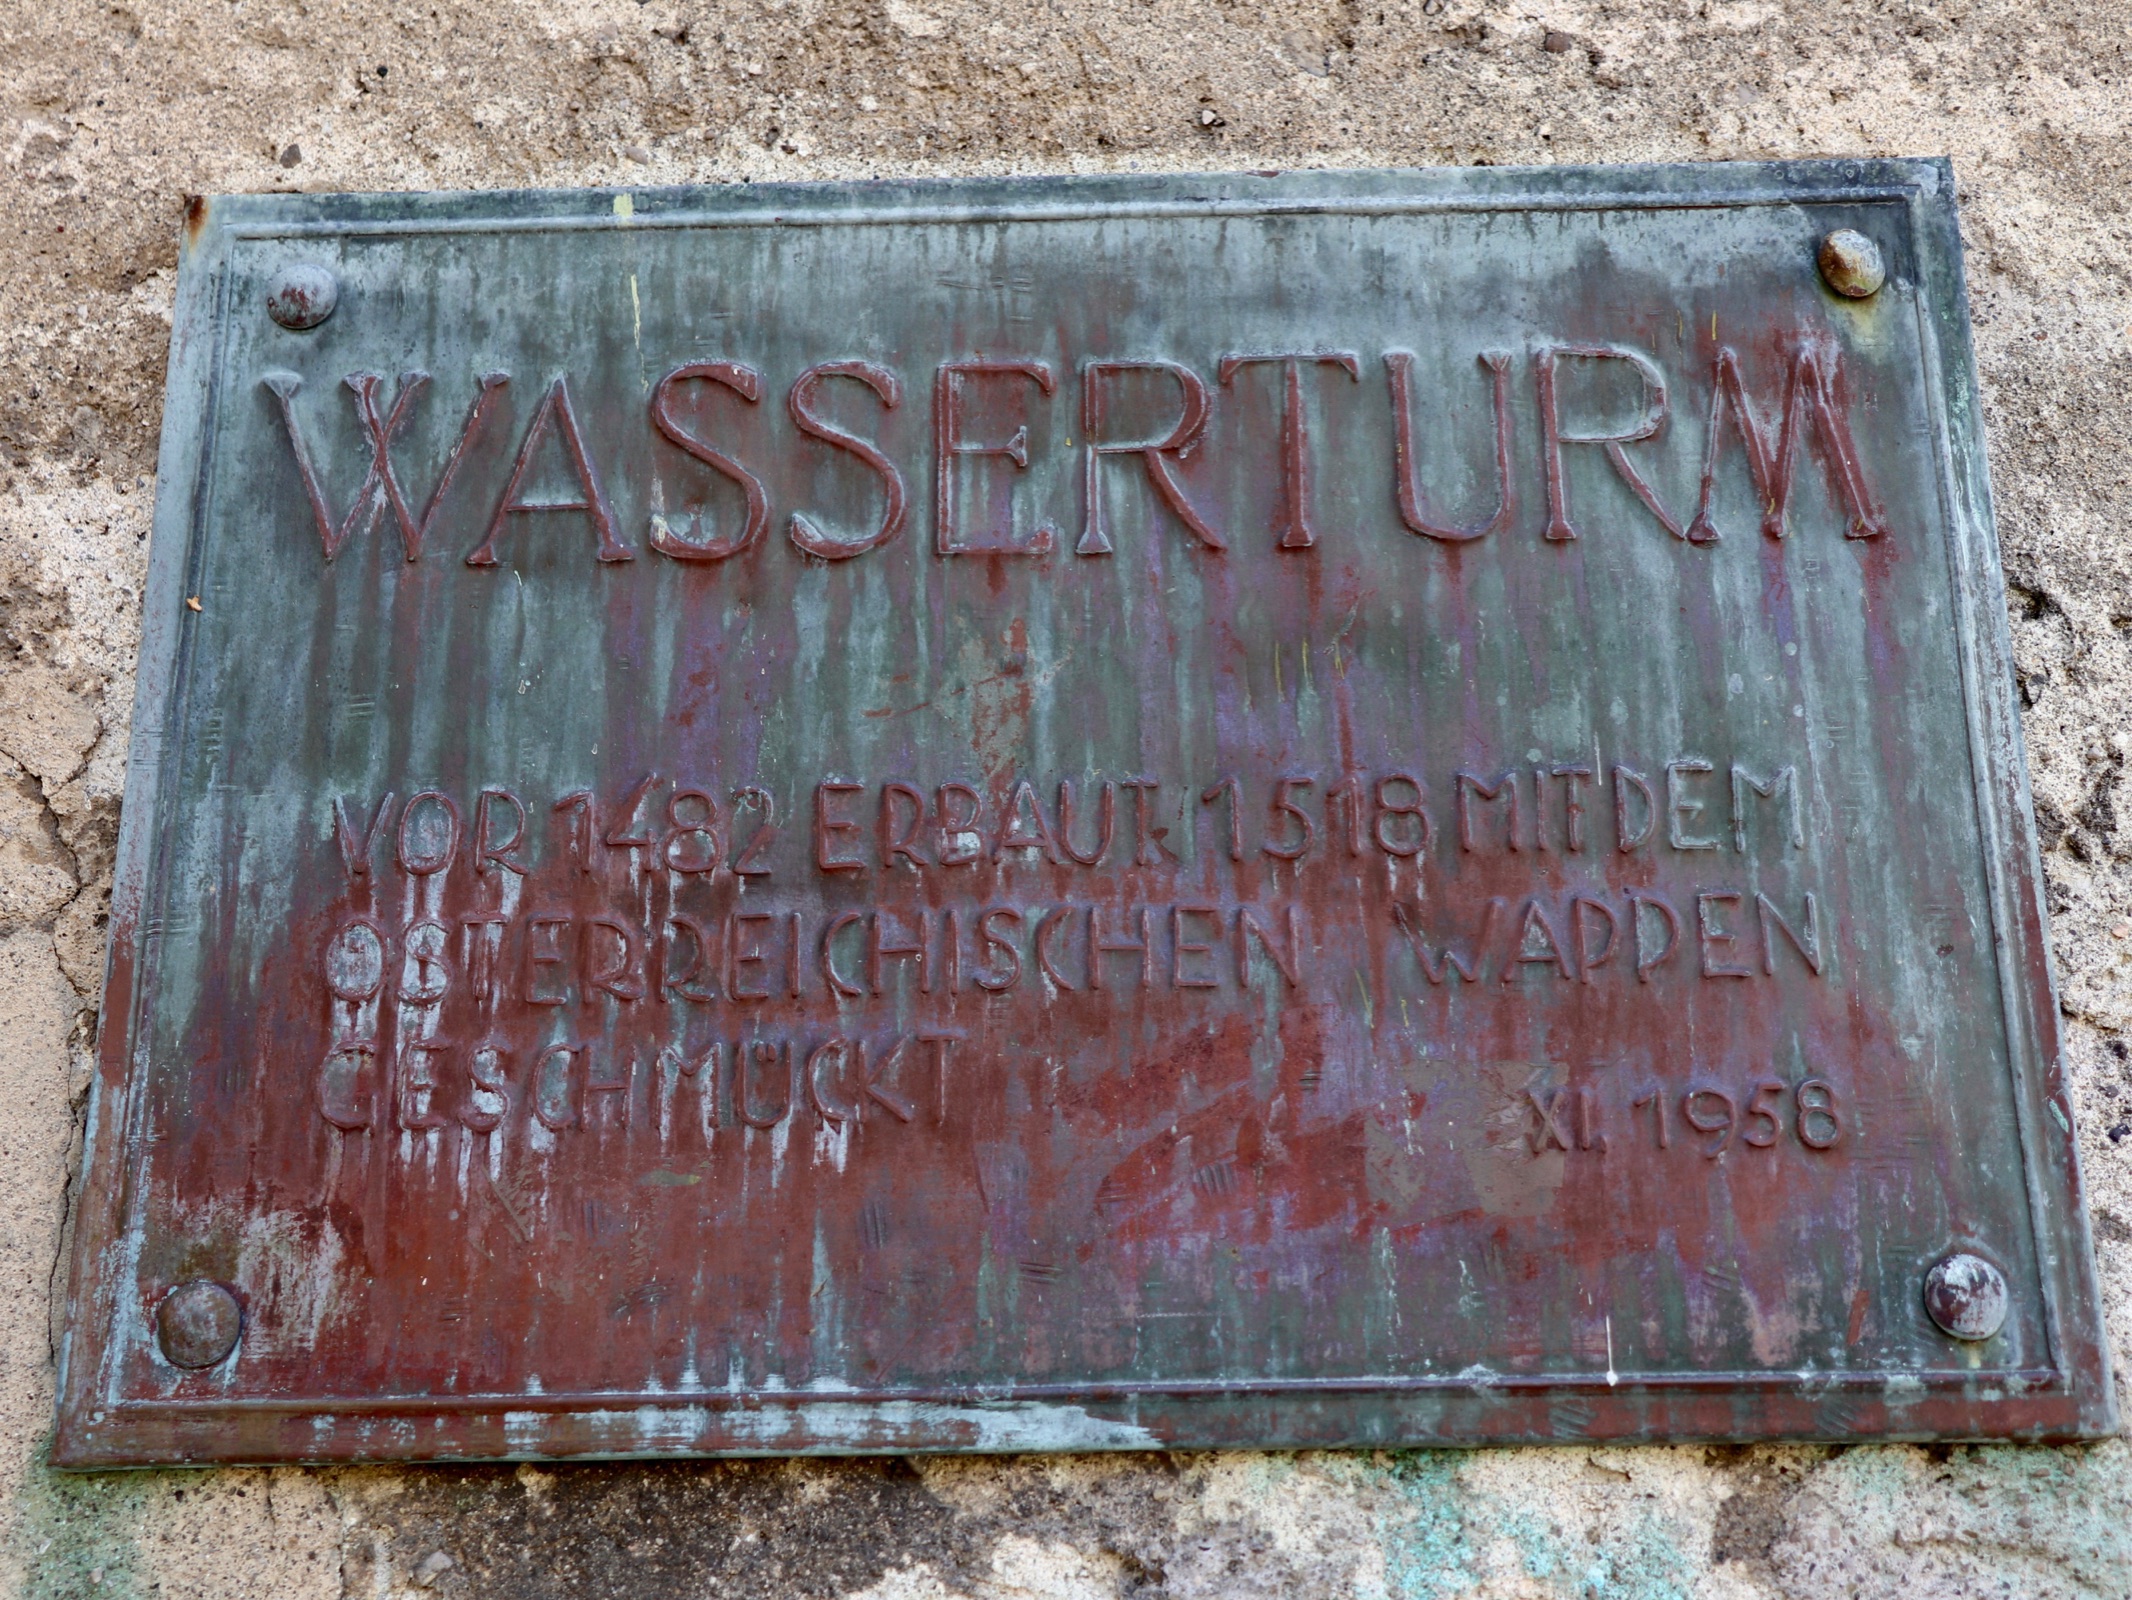 WASSERTURM
VOR 1482 ERBAUT. 1518 MIT DEM
ÖSTERREICHISCHEN WAPPEN
GESCHMÜCKT
XI. 1958